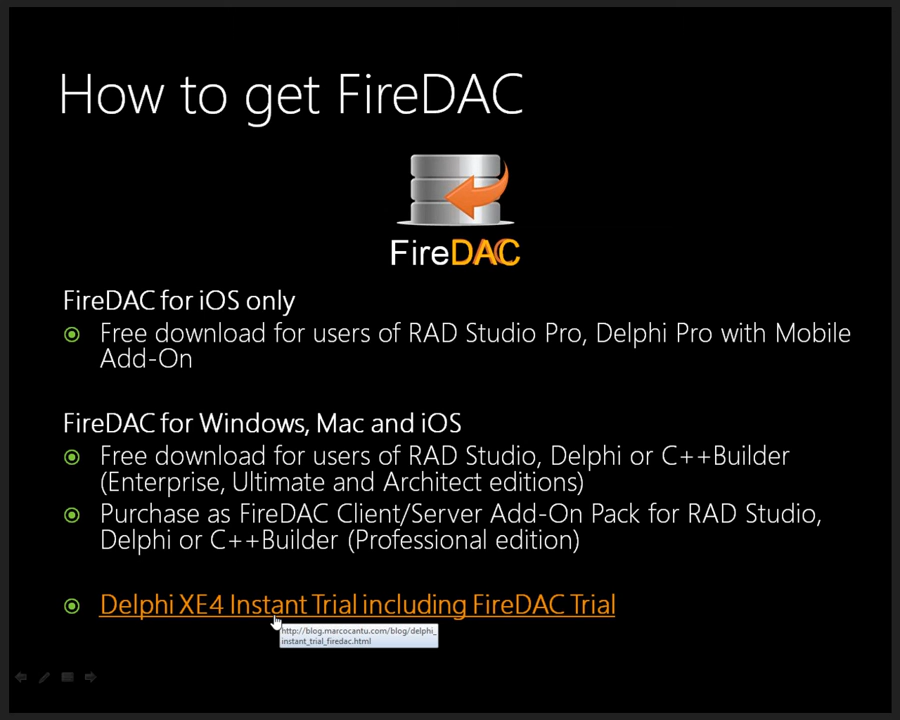 How to get FireDAC
FireDAC
FireDAC for iOS only
Free download for users of RAD Studio Pro, Delphi Pro with Mobile
Add-On
FireDAC for Windows, Mac and iOS
Free download for users of RAD Studio, Delphi or C++Builder
(Enterprise, Ultimate and Architect editions)
Purchase as FireDAC Client/Server Add-On Pack for RAD Studio,
Delphi or C++Builder (Professional edition)
Delphi XE4 Instant Trial including FireDAC Trial
http://blog.marcocantu.com/blog/delphi_
instant_trial_firedac.html